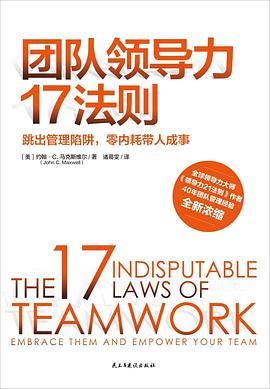 团队领导力
17法则
跳出管理陷阱，零内耗带人成事
［美］约翰·C. 马克斯维尔 / 著 诸葛雯 / 译
(John C. Maxwell)
全球领导力大师
《领导力21法则》作者
40年团队管理经验
全新浓缩
THE 17 INDISPUTABLE
LAWS OF
TEAMWORK
EMBRACE THEM AND EMPOWER YOUR TEAM
民主与建设出版社